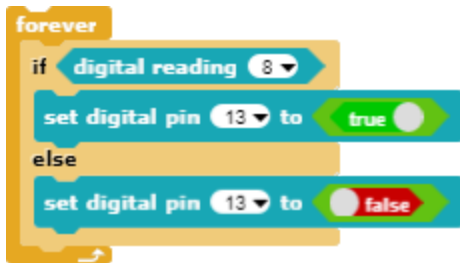 forever
if digital reading 8
set digital pin 13 to true
else
set digital pin 13 to false